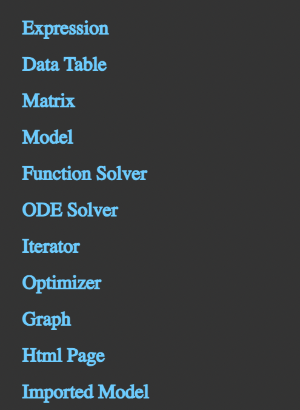 Expression
Data Table
Matrix
Model
Function Solver
ODE Solver
Iterator
Optimizer
Graph
Html Page
Imported Model